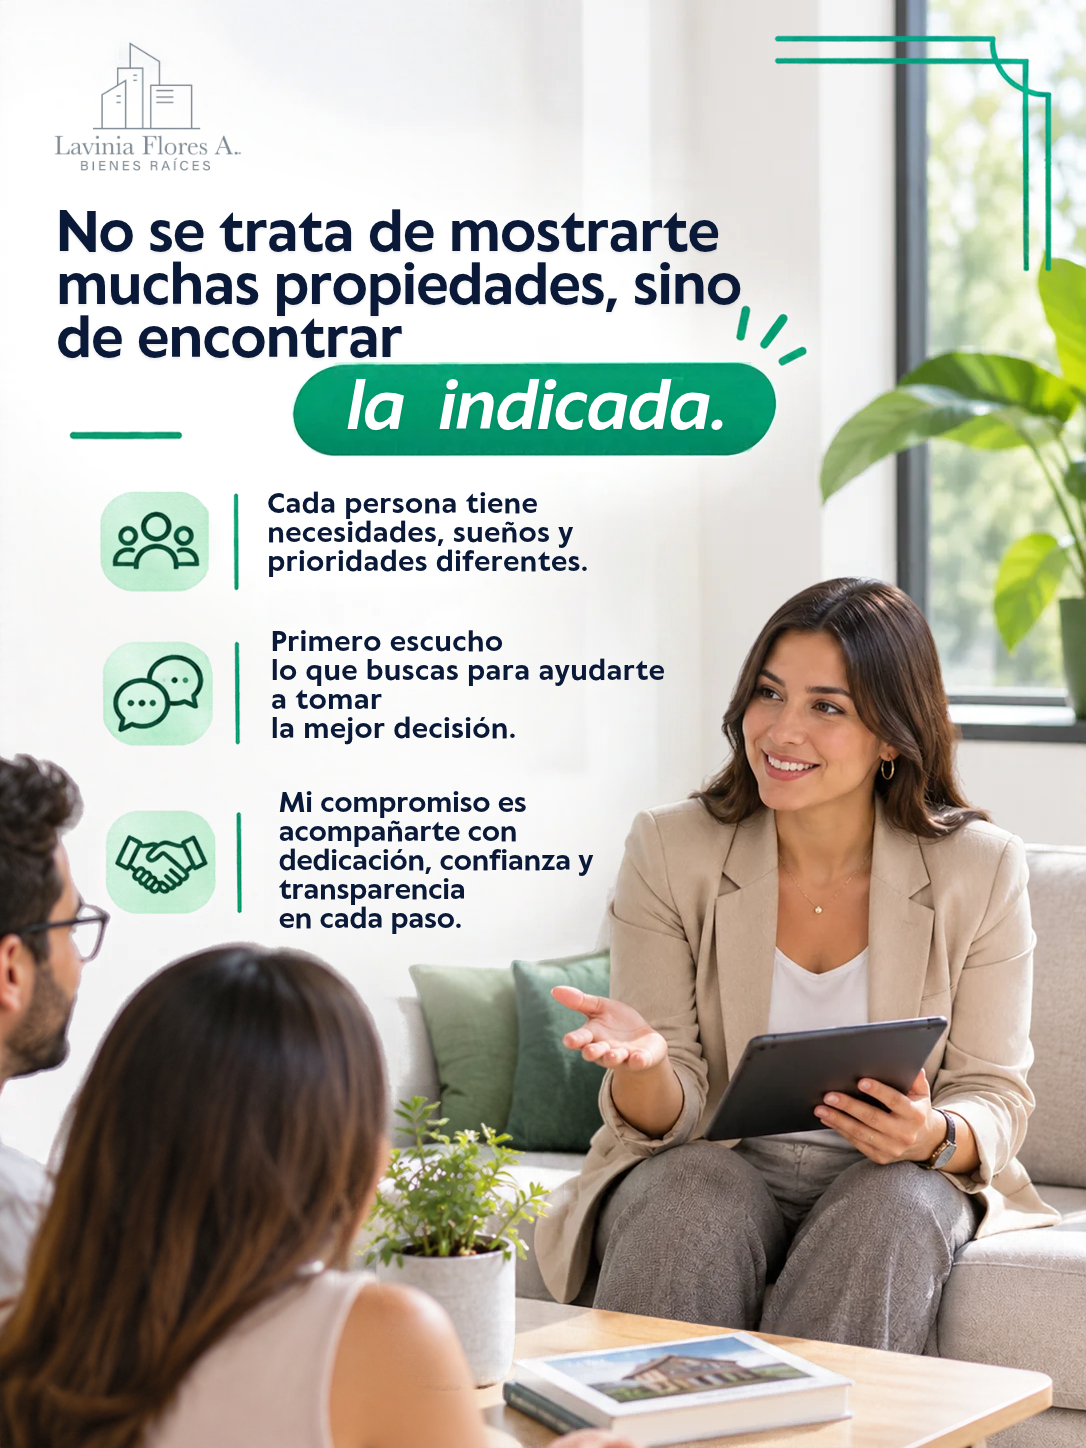 Lavinia Flores A..
BIENES RAÍCES
No se trata de mostrarte
muchas propiedades, sino
de encontrar
la indicada.
Cada persona tiene
necesidades, sueños y
prioridades diferentes.
Primero escucho
lo que buscas para ayudarte
a tomar
la mejor decisión.
Mi compromiso es
acompañarte con
dedicación, confianza y
transparencia
en cada paso.